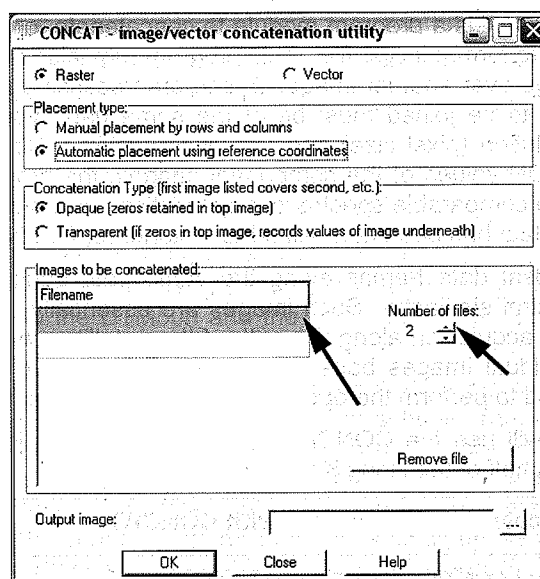 CONCAT - image/vector concatenation utility
Raster Vector
Placement type:
Manual placement by rows and columns
Automatic placement using reference coordinates
Concatenation Type (first image listed covers second, etc.):
Opaque (zeros retained in top image)
Transparent (if zeros in top image, records values of image underneath)
Images to be concatenated:
Filename
Number of files:
2
Remove file
Output image:
...
OK Close Help